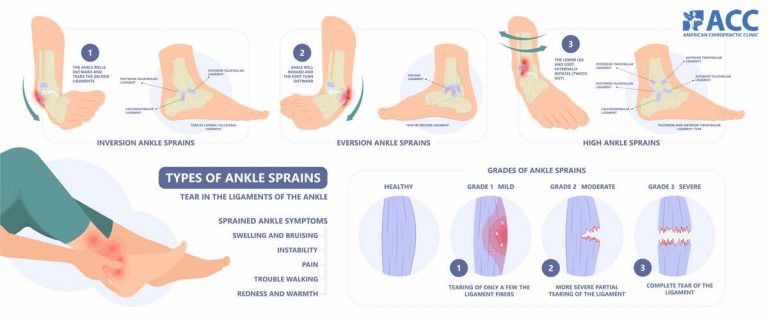 ACC
AMERICAN CHIROPRACTIC CLINIC
1
THE ANKLE ROLLS
OUTWARD AND
TEARS THE DELTOID
LIGAMENTS
POSTERIOR TALOFIBULAR
LIGAMENT
ANTERIOR TALOFIBULAR
LIGAMENT
CALCANEOFIBULAR
LIGAMENT
TEAR OF LATERAL COLLATERAL
LIGAMENT
INVERSION ANKLE SPRAINS
2
ANKLE ROLL
INWARD AND
THE FOOT TURN
OUTWARD
DELTOID
LIGAMENT
TEAR OF DELTOID LIGAMENT
EVERSION ANKLE SPRAINS
3
THE LOWER LEG
AND FOOT
EXTERNALLY
ROTATES (TWISTS
OUT)
POSTERIOR TIBIOFIBULAR
LIGAMENT
POSTERIOR TALOFIBULAR
LIGAMENT
CALCANEOFIBULAR
LIGAMENT
ANTERIOR TIBIOFIBULAR
LIGAMENT
ANTERIOR TALOFIBULAR
LIGAMENT
POSTERIOR AND ANTERIOR TIBIOFIBULAR
LIGAMENT TEAR
HIGH ANKLE SPRAINS
TYPES OF ANKLE SPRAINS
TEAR IN THE LIGAMENTS OF THE ANKLE
SPRAINED ANKLE SYMPTOMS
SWELLING AND BRUISING
INSTABILITY
PAIN
TROUBLE WALKING
REDNESS AND WARMTH
GRADES OF ANKLE SPRAINS
HEALTHY
GRADE 1 MILD
GRADE 2 MODERATE
GRADE 3 SEVERE
1
TEARING OF ONLY A FEW THE
LIGAMENT FIBERS
2
MORE SEVERE PARTIAL
TEARING OF THE LIGAMENT
3
COMPLETE TEAR OF THE
LIGAMENT